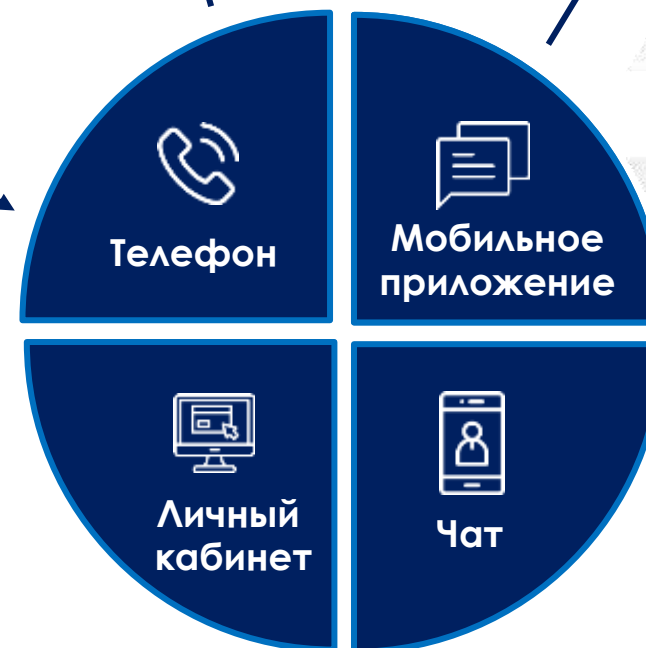 Телефон
Мобильное
приложение
Личный
кабинет
Чат